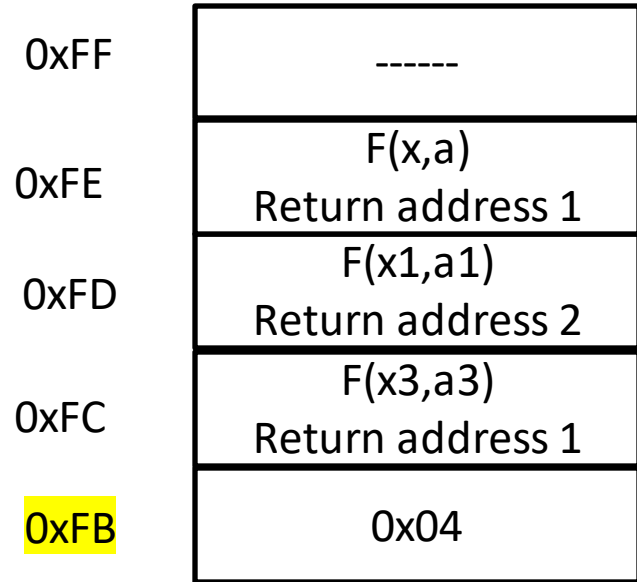 0xFF
------
0xFE
F(x,a)
Return address 1
0xFD
F(x1,a1)
Return address 2
0xFC
F(x3,a3)
Return address 1
0xFB
0x04